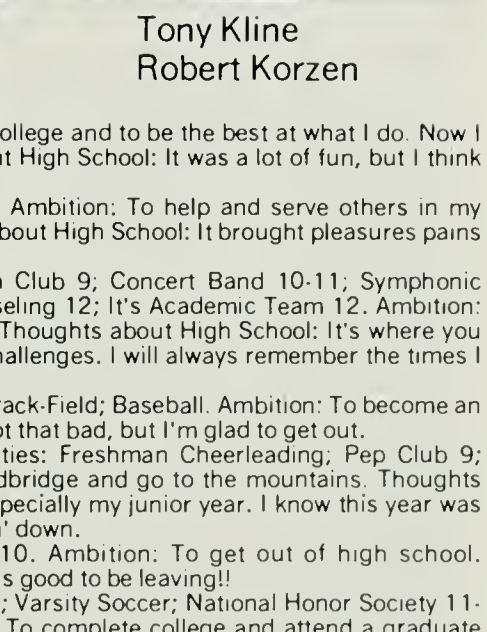 Tony Kline
Robert Korzen
ollege and to be the best at what I do. Now I
ut High School: It was a lot of fun, but I think
Ambition: To help and serve others in my
bout High School: It brought pleasures pains
Club 9; Concert Band 10-11; Symphonic
seling 12; It's Academic Team 12. Ambition:
Thoughts about High School: It's where you
hallenges. I will always remember the times I
rack-Field; Baseball. Ambition: To become an
ot that bad, but I'm glad to get out.
ties: Freshman Cheerleading; Pep Club 9;
dbridge and go to the mountains. Thoughts
pecially my junior year. I know this year was
n' down.
10. Ambition: To get out of high school.
s good to be leaving!!
; Varsity Soccer; National Honor Society 11-
To complete college and attend a graduate